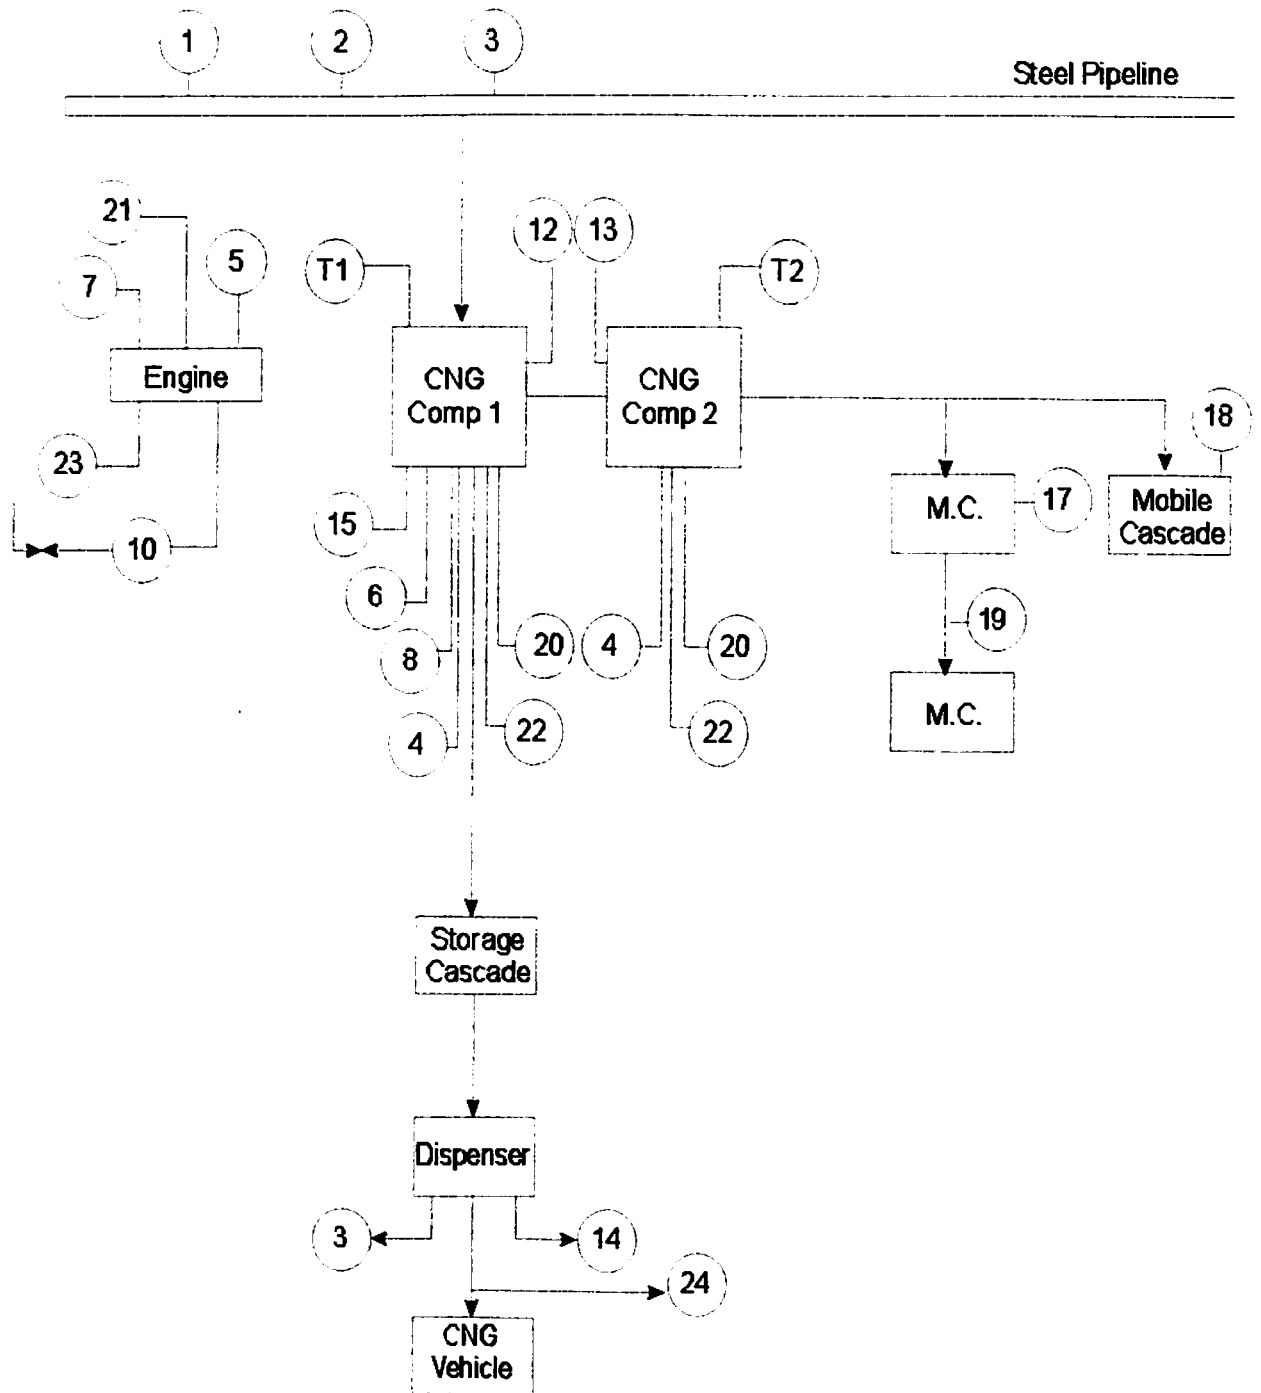 1
2
3
Steel Pipeline
21
5
7
Engine
23
10
T1
12
13
T2
CNG
Comp 1
CNG
Comp 2
15
6
8
4
20
22
4
20
22
M.C.
17
18
Mobile
Cascade
19
M.C.
Storage
Cascade
Dispenser
3
14
24
CNG
Vehicle